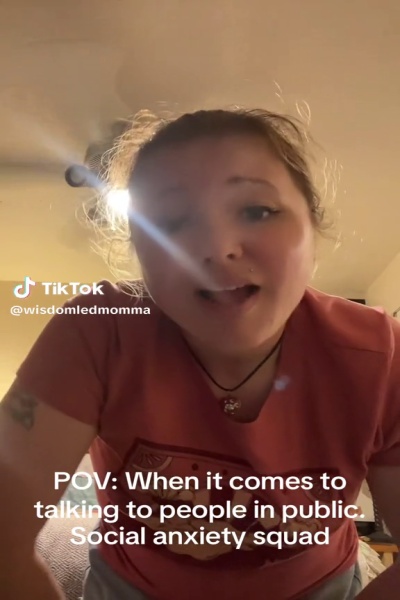 TikTok
@wisdomledmomma
POV: When it comes to
talking to people in public.
Social anxiety squad